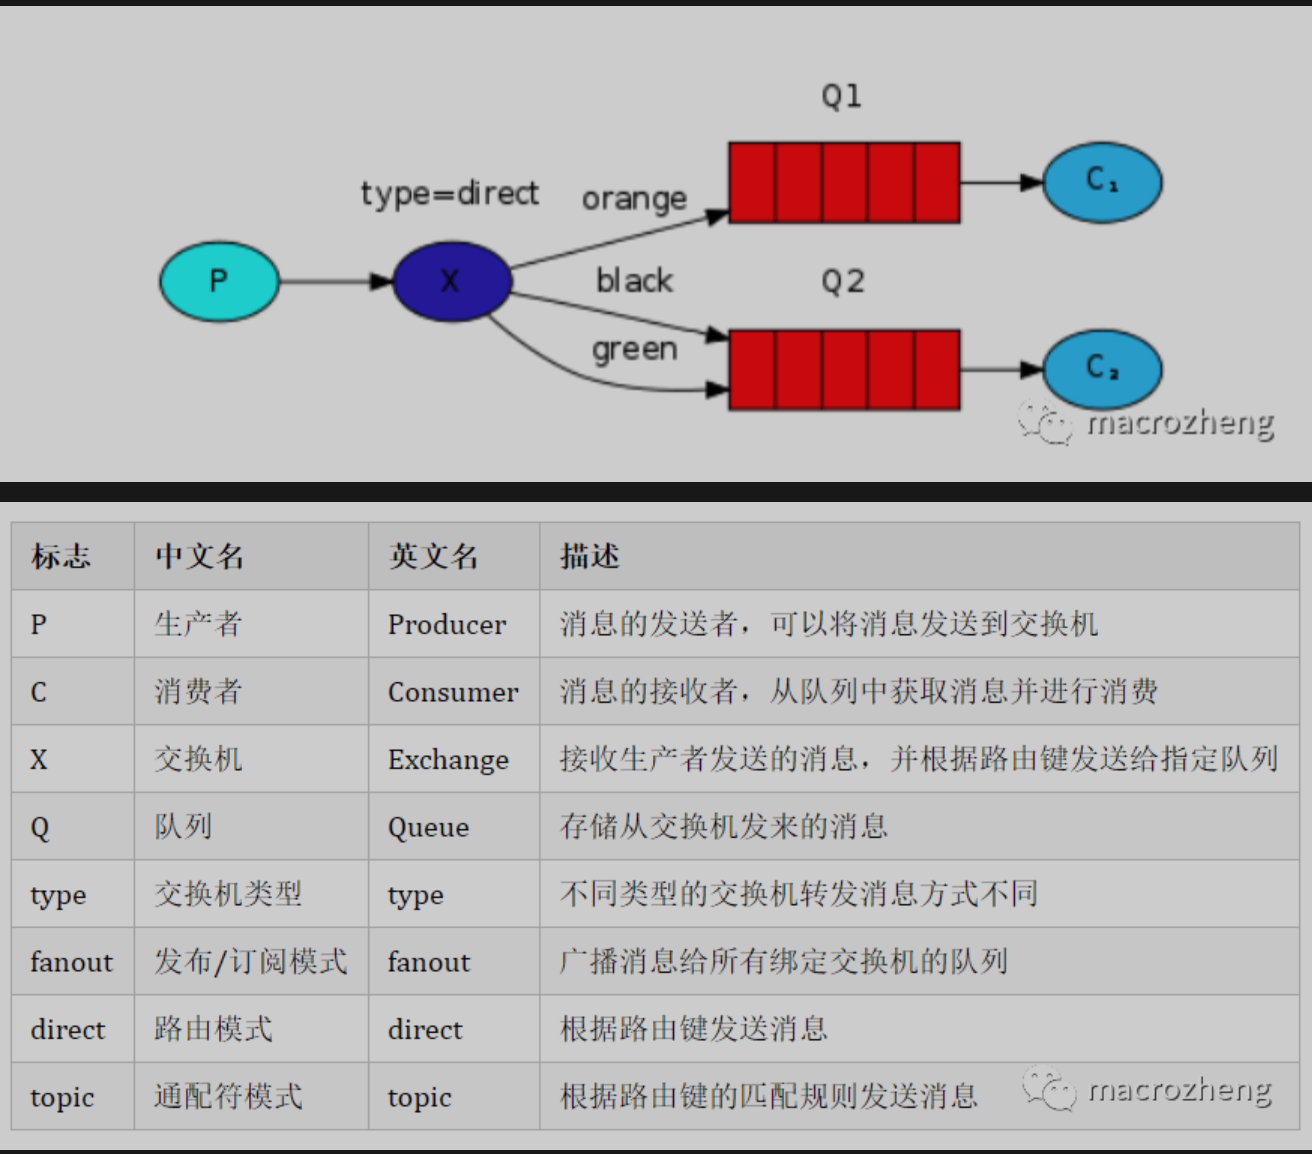 Q1
type=direct
orange
C₁
P
X
black
Q2
green
C₂
macrozheng
标志 中文名 英文名 描述
P 生产者 Producer 消息的发送者，可以将消息发送到交换机
C 消费者 Consumer 消息的接收者，从队列中获取消息并进行消费
X 交换机 Exchange 接收生产者发送的消息，并根据路由键发送给指定队列
Q 队列 Queue 存储从交换机发来的消息
type 交换机类型 type 不同类型的交换机转发消息方式不同
fanout 发布/订阅模式 fanout 广播消息给所有绑定交换机的队列
direct 路由模式 direct 根据路由键发送消息
topic 通配符模式 topic 根据路由键的匹配规则发送消息
macrozheng